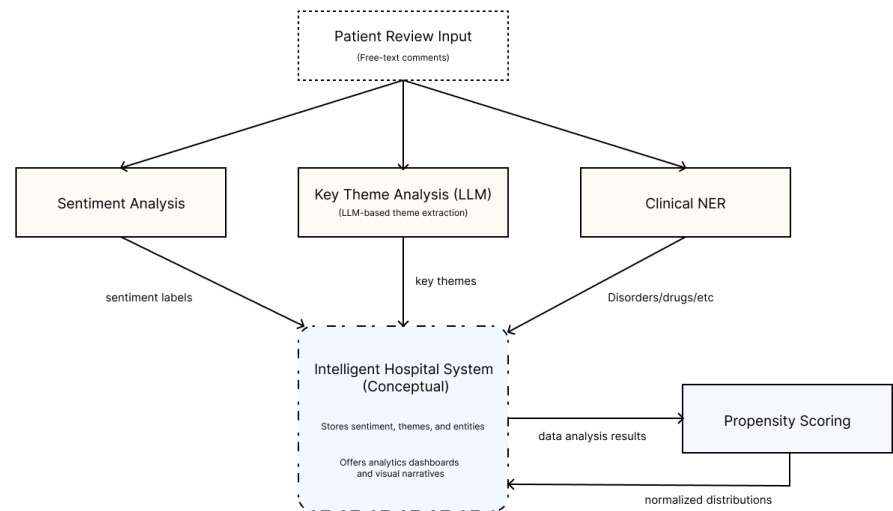 Patient Review Input
(Free-text comments)
Sentiment Analysis
Key Theme Analysis (LLM)
(LLM-based theme extraction)
Clinical NER
sentiment labels
key themes
Disorders/drugs/etc
Intelligent Hospital System
(Conceptual)
Stores sentiment, themes, and entities
Offers analytics dashboards
and visual narratives
data analysis results
Propensity Scoring
normalized distributions